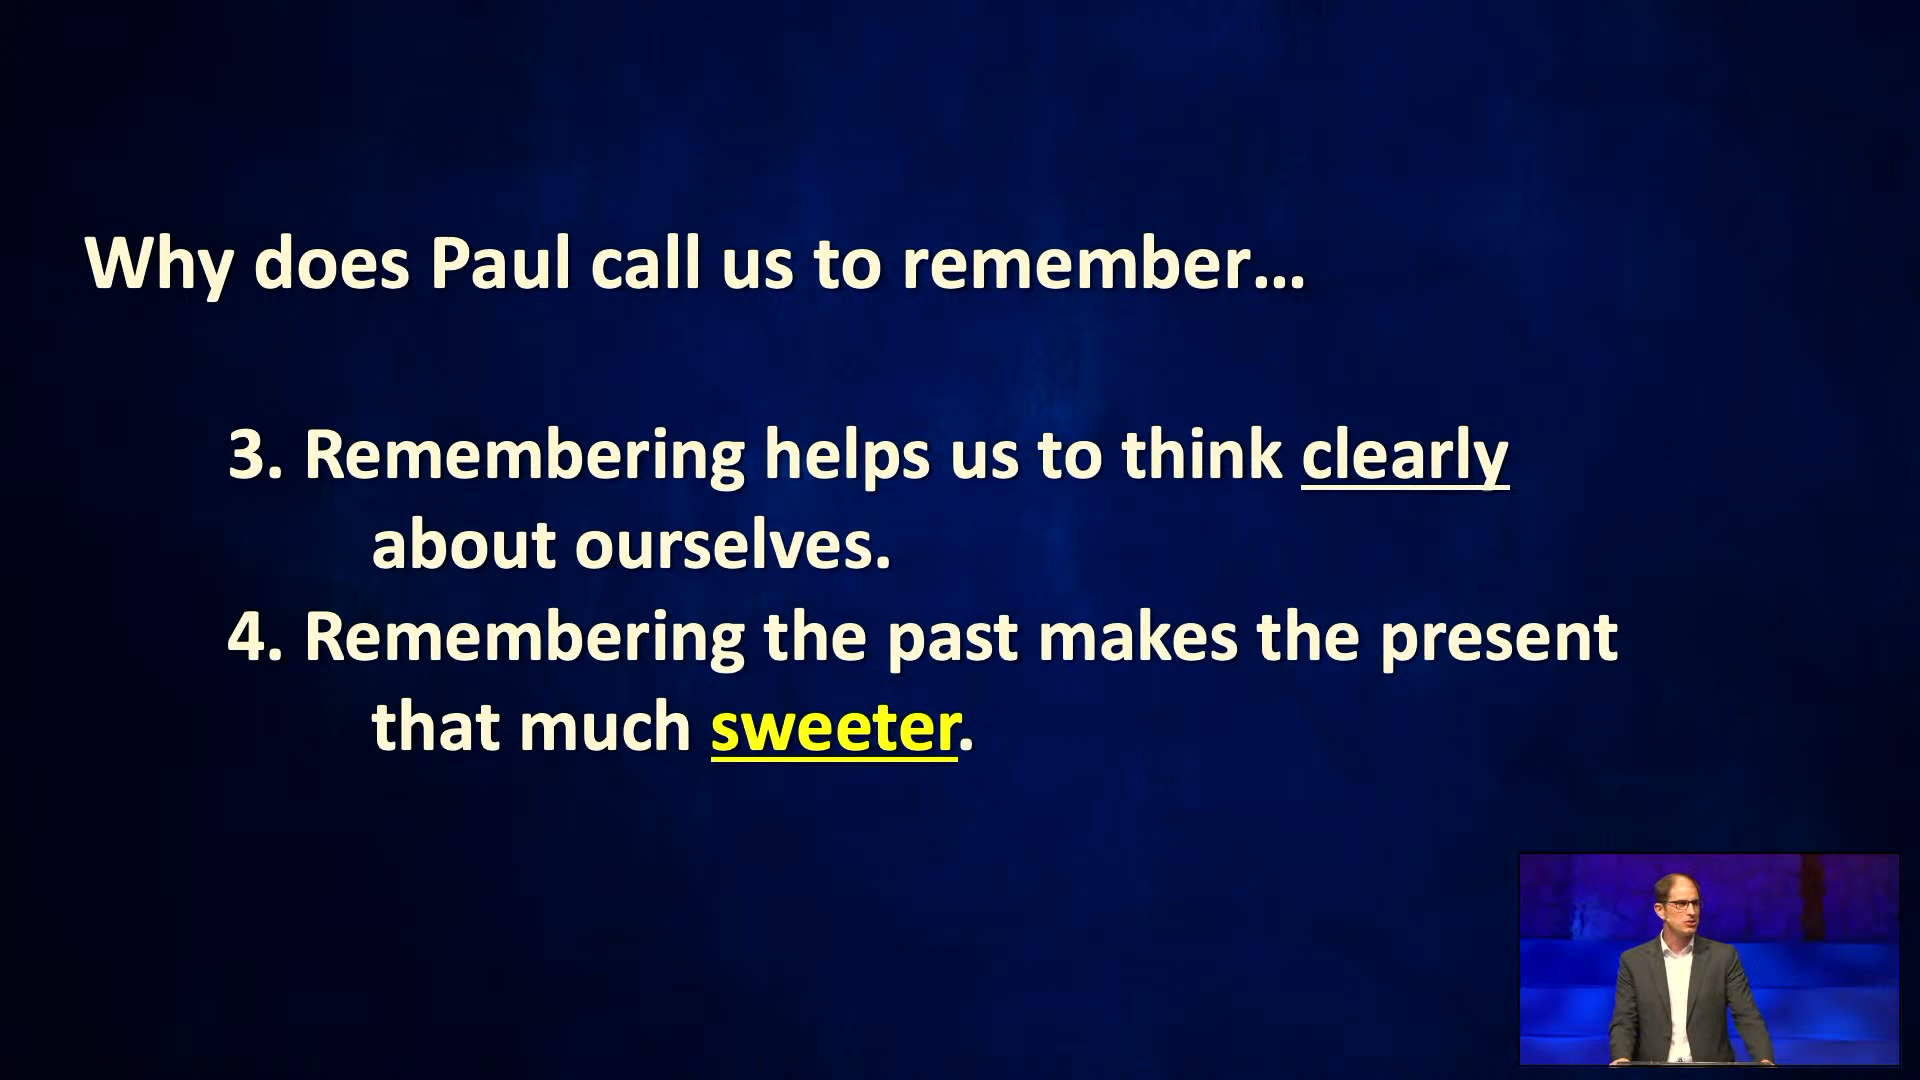 Why does Paul call us to remember…
3. Remembering helps us to think clearly
about ourselves.
4. Remembering the past makes the present
that much sweeter.